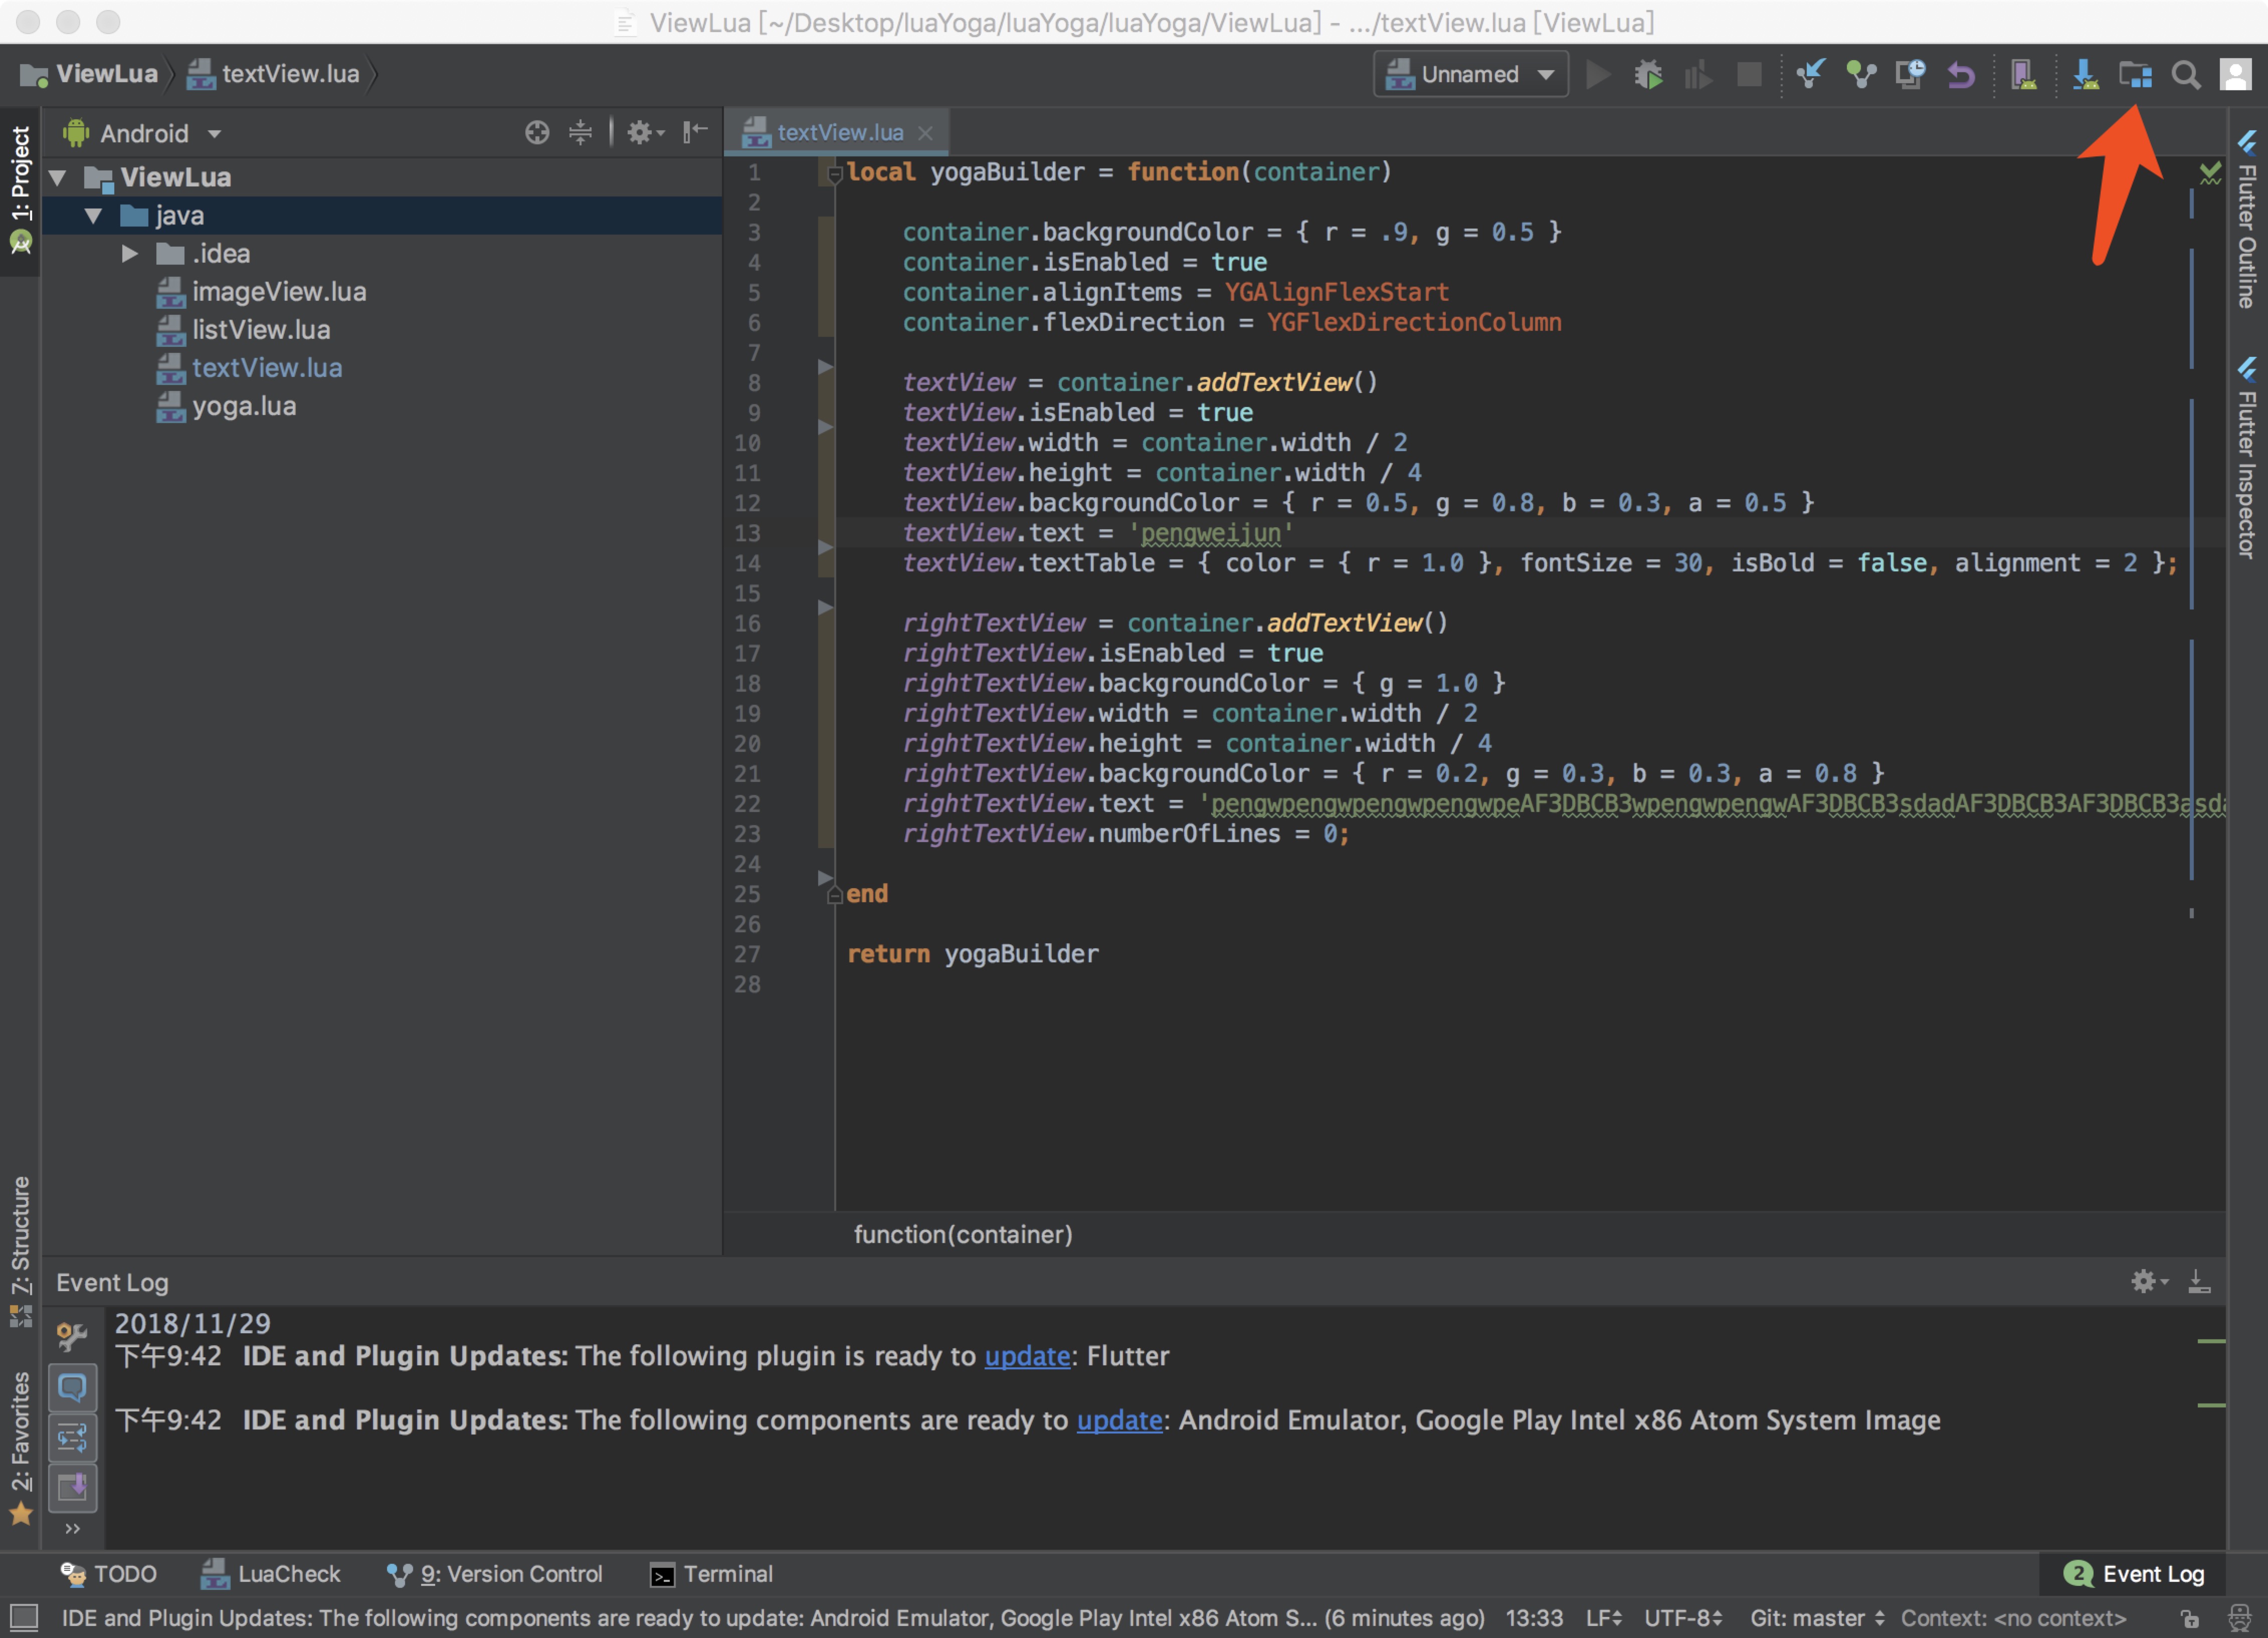 ViewLua [~/Desktop/luaYoga/luaYoga/luaYoga/ViewLua] - .../textView.lua [ViewLua]
ViewLua textView.lua Unnamed
1: Project
Android
textView.lua
ViewLua
java
.idea
imageView.lua
listView.lua
textView.lua
yoga.lua
1 local yogaBuilder = function(container)
2
3 container.backgroundColor = { r = .9, g = 0.5 }
4 container.isEnabled = true
5 container.alignItems = YGAlignFlexStart
6 container.flexDirection = YGFlexDirectionColumn
7
8 textView = container.addTextView()
9 textView.isEnabled = true
10 textView.width = container.width / 2
11 textView.height = container.width / 4
12 textView.backgroundColor = { r = 0.5, g = 0.8, b = 0.3, a = 0.5 }
13 textView.text = 'pengweijun'
14 textView.textTable = { color = { r = 1.0 }, fontSize = 30, isBold = false, alignment = 2 };
15
16 rightTextView = container.addTextView()
17 rightTextView.isEnabled = true
18 rightTextView.backgroundColor = { g = 1.0 }
19 rightTextView.width = container.width / 2
20 rightTextView.height = container.width / 4
21 rightTextView.backgroundColor = { r = 0.2, g = 0.3, b = 0.3, a = 0.8 }
22 rightTextView.text = 'pengwpengwpengwpengwpeAF3DBCB3wpengwpengwAF3DBCB3sdadAF3DBCB3AF3DBCB3asda
23 rightTextView.numberOfLines = 0;
24
25 end
26
27 return yogaBuilder
28
function(container)
Flutter Outline
Flutter Inspector
7: Structure
2: Favorites
Event Log
2018/11/29
下午9:42 IDE and Plugin Updates: The following plugin is ready to update: Flutter
下午9:42 IDE and Plugin Updates: The following components are ready to update: Android Emulator, Google Play Intel x86 Atom System Image
TODO LuaCheck 9: Version Control Terminal 2 Event Log
IDE and Plugin Updates: The following components are ready to update: Android Emulator, Google Play Intel x86 Atom S... (6 minutes ago) 13:33 LF UTF-8 Git: master Context: <no context>